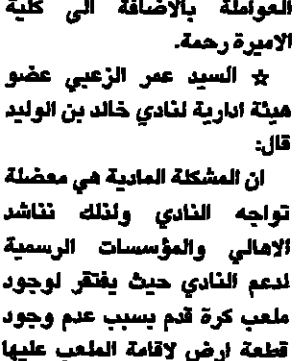 العواملة بالاضافة الى كلية
الاميرة رحمة.
☆ السيد عمر الزعبي عضو
هيئة ادارية لنادي خالد بن الوليد
قال:
ان المشكلة المادية هي معضلة
تواجه النادي ولذلك نناشد
الاهالي والمؤسسات الرسمية
لدعم النادي حيث يفتقر لوجود
ملعب كرة قدم بسبب عدم وجود
قطعة ارض لاقامة الملعب عليها